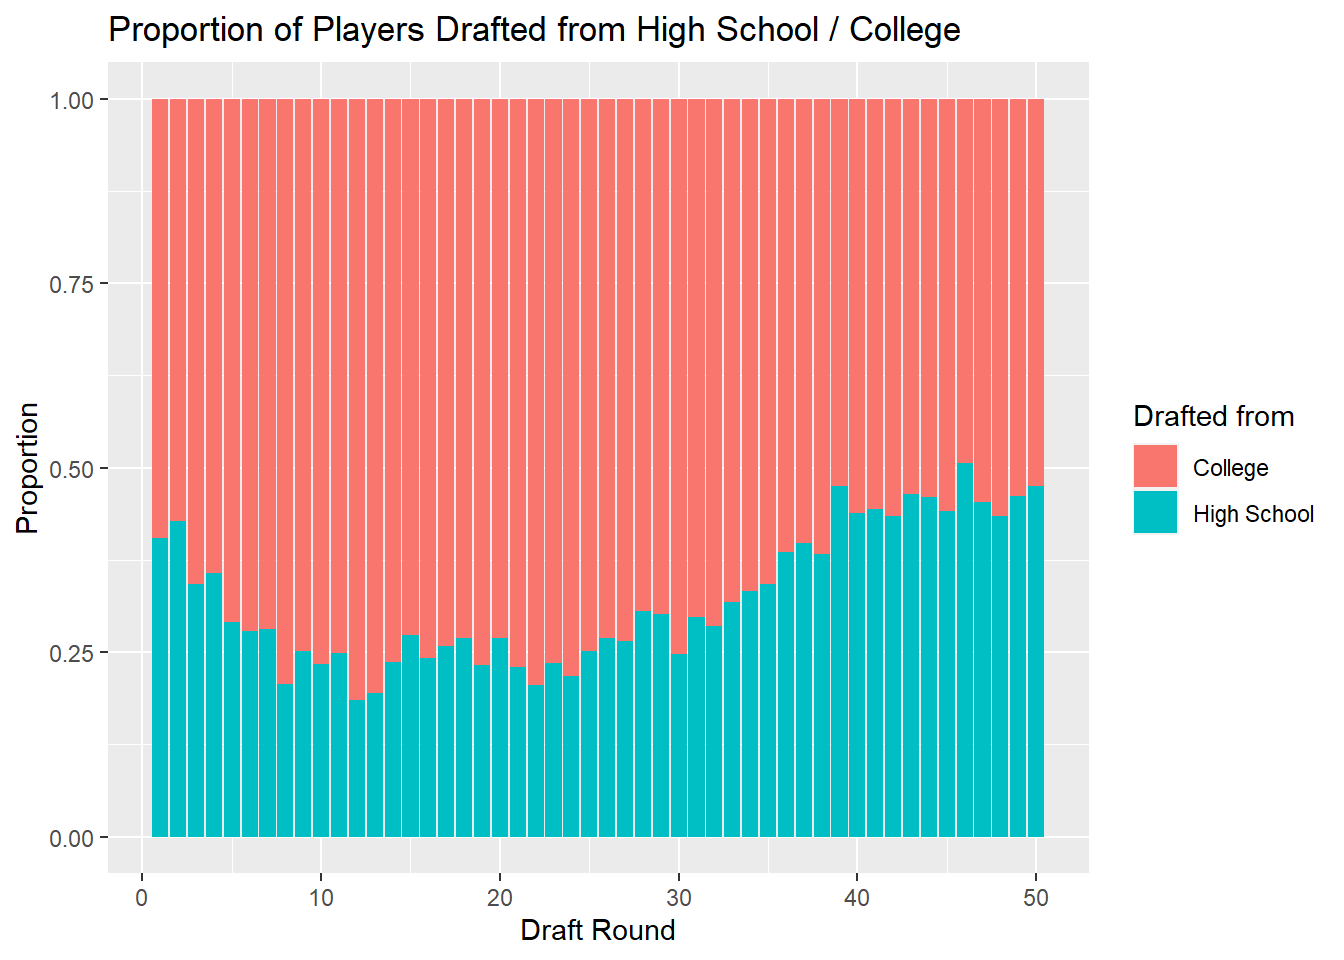 Proportion of Players Drafted from High School / College
1.00
0.75
0.50
0.25
0.00
Proportion
0 10 20 30 40 50
Draft Round
Drafted from
College
High School